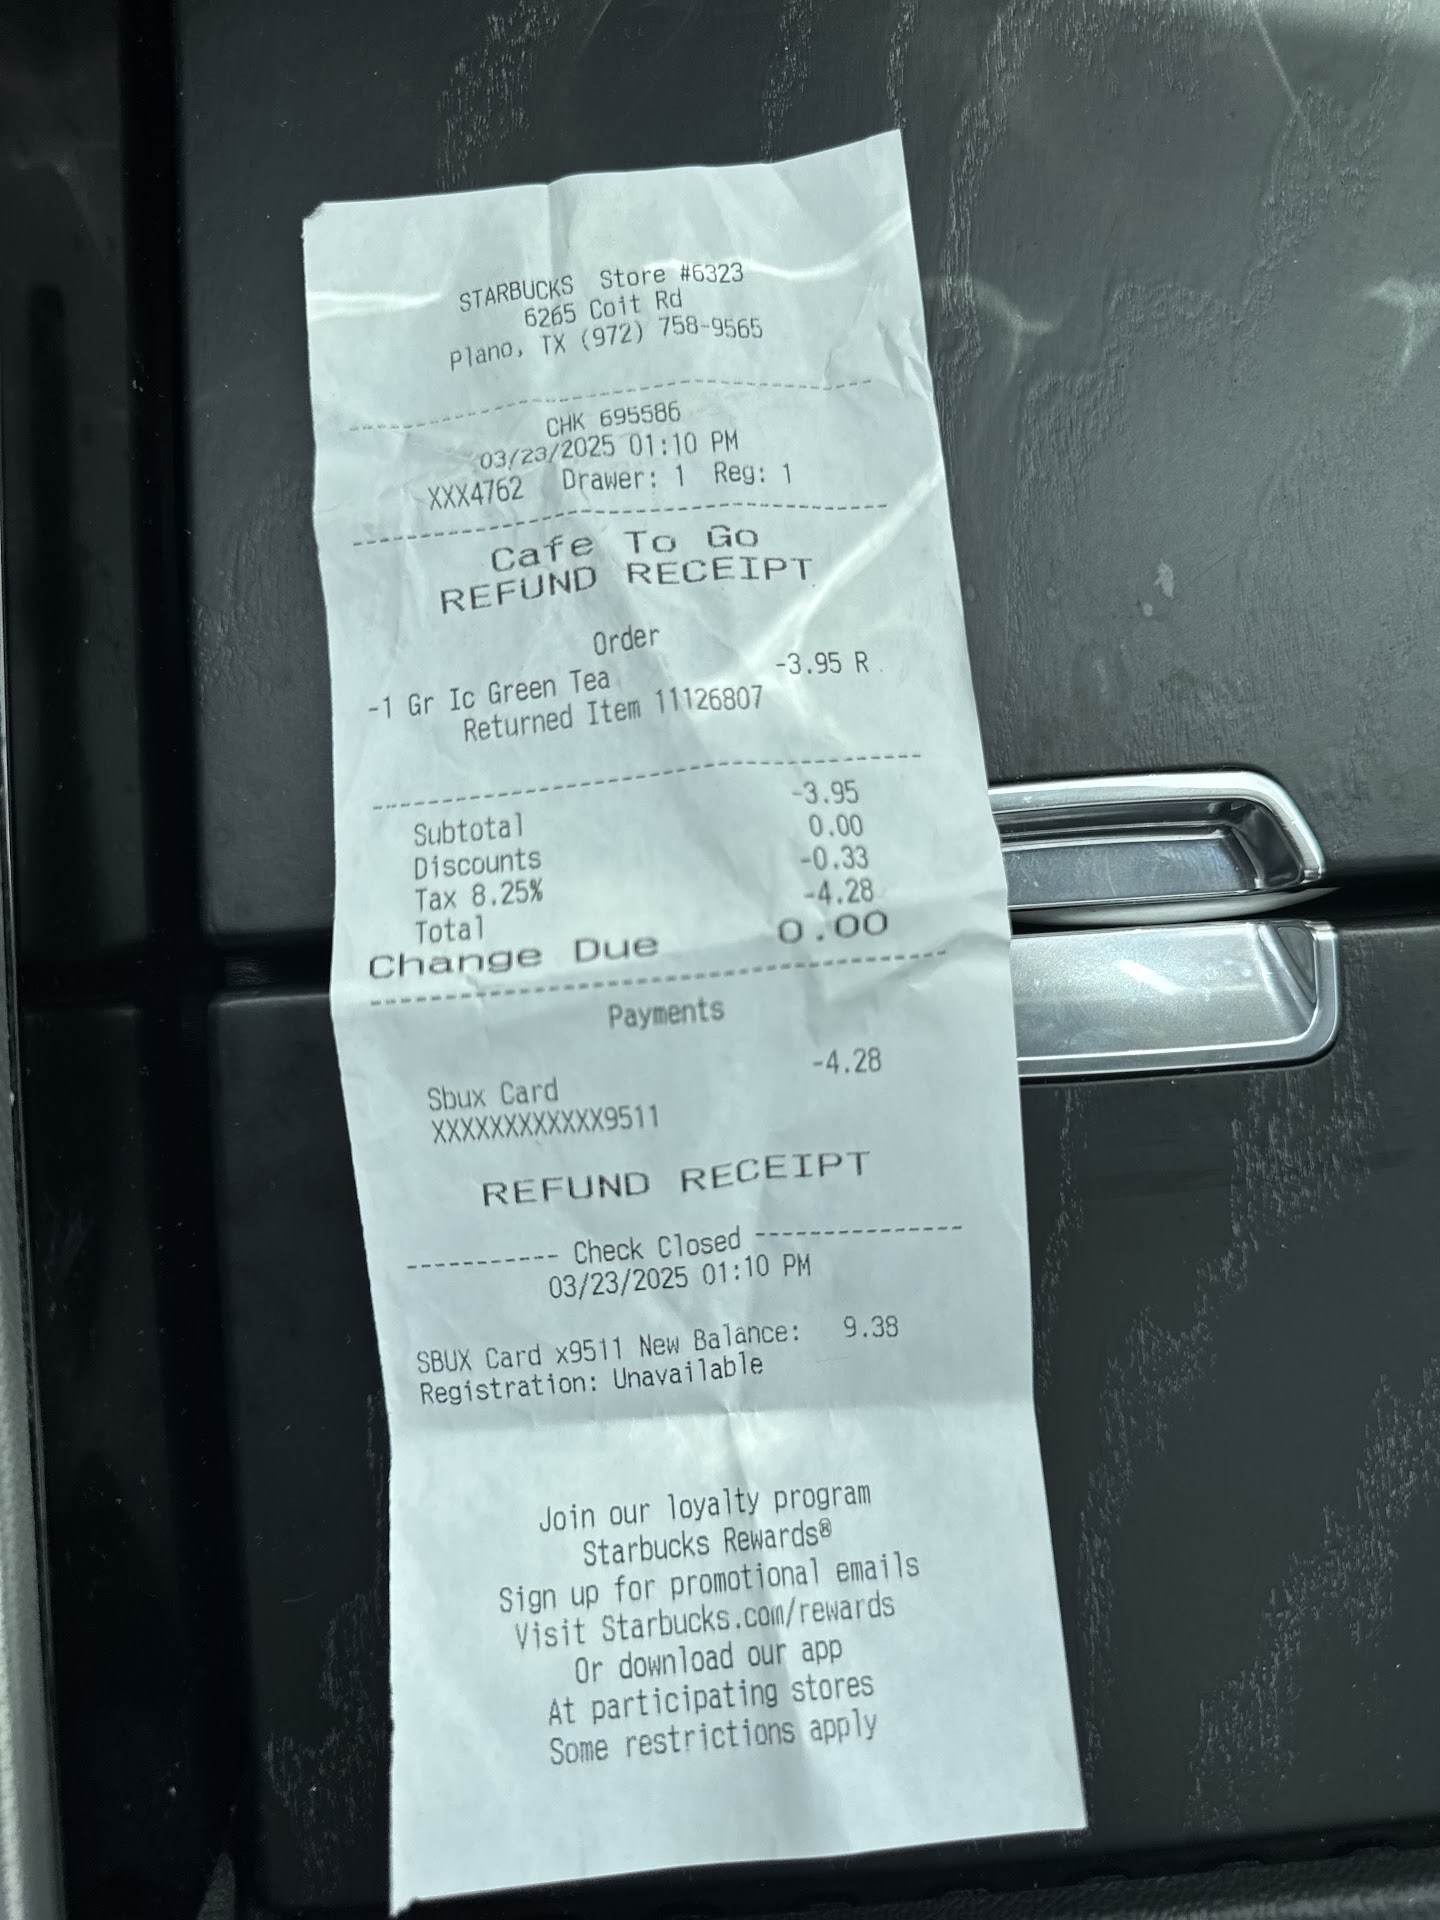 STARBUCKS Store #6323
6265 Coit Rd
Plano, TX (972) 758-9565
------------------------------
CHK 695586
03/23/2025 01:10 PM
XXX4762 Drawer: 1 Reg: 1
------------------------------
Cafe To Go
REFUND RECEIPT
Order
-1 Gr Ic Green Tea -3.95 R
Returned Item 11126807
------------------------------
Subtotal -3.95
Discounts 0.00
Tax 8.25% -0.33
Total -4.28
Change Due 0.00
------------------------------
Payments
Sbux Card -4.28
XXXXXXXXXXXX9511
REFUND RECEIPT
----------- Check Closed ---------------
03/23/2025 01:10 PM
SBUX Card x9511 New Balance: 9.38
Registration: Unavailable
Join our loyalty program
Starbucks Rewards®
Sign up for promotional emails
Visit Starbucks.com/rewards
Or download our app
At participating stores
Some restrictions apply